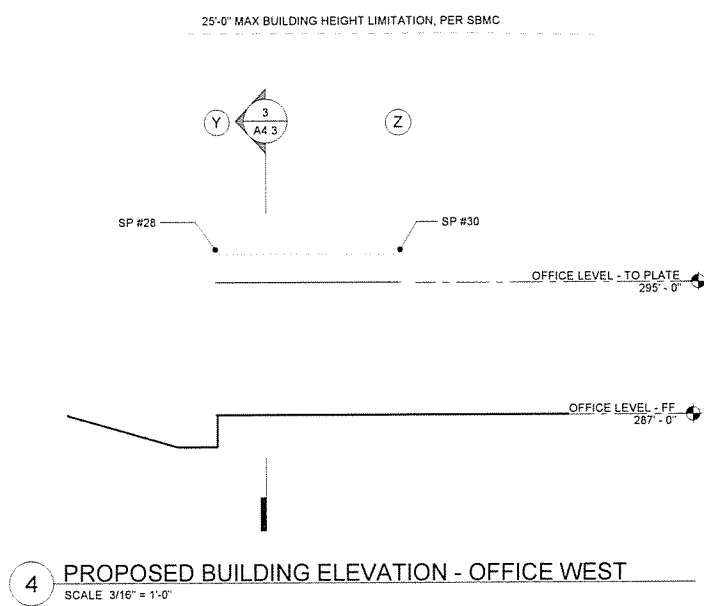 25'-0" MAX BUILDING HEIGHT LIMITATION, PER SBMC
Y
3
A4.3
Z
SP #28
SP #30
OFFICE LEVEL - TO PLATE
295' - 0"
OFFICE LEVEL - FF
287' - 0"
4
PROPOSED BUILDING ELEVATION - OFFICE WEST
SCALE 3/16" = 1'-0"